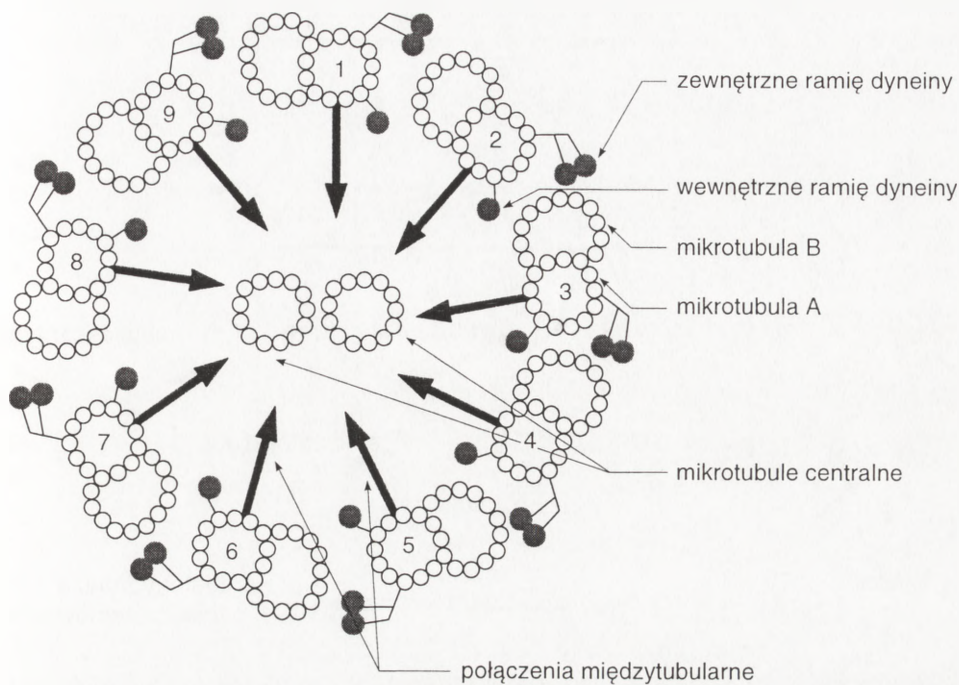 1
2
3
4
5
6
7
8
9
zewnętrzne ramię dyneiny
wewnętrzne ramię dyneiny
mikrotubula B
mikrotubula A
mikrotubule centralne
połączenia międzytubularne